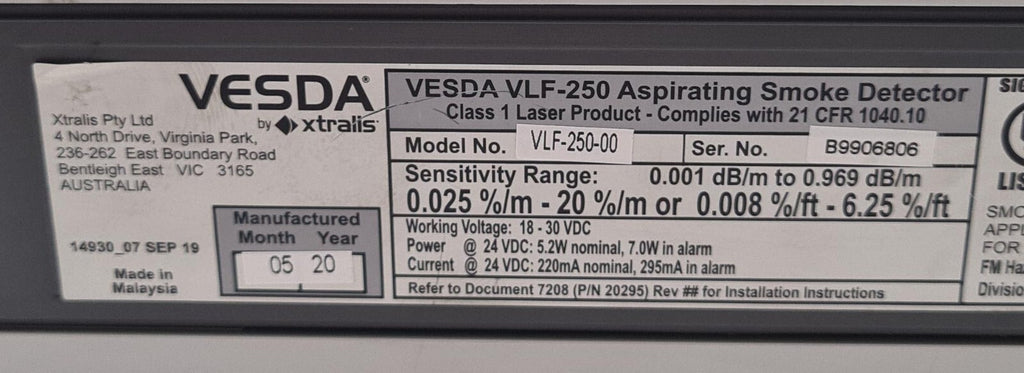 VESDA®
by xtralis
Xtralis Pty Ltd
4 North Drive, Virginia Park,
236-262 East Boundary Road
Bentleigh East VIC 3165
AUSTRALIA
14930_07 SEP 19
Made in
Malaysia
Manufactured
Month Year
05 20
VESDA VLF-250 Aspirating Smoke Detector
Class 1 Laser Product - Complies with 21 CFR 1040.10
Model No. VLF-250-00 Ser. No. B9906806
Sensitivity Range: 0.001 dB/m to 0.969 dB/m
0.025 %/m - 20 %/m or 0.008 %/ft - 6.25 %/ft
Working Voltage: 18 - 30 VDC
Power @ 24 VDC: 5.2W nominal, 7.0W in alarm
Current @ 24 VDC: 220mA nominal, 295mA in alarm
Refer to Document 7208 (P/N 20295) Rev ## for Installation Instructions
LIS
SMO
APPL
FOR
FM Ha
Divisio